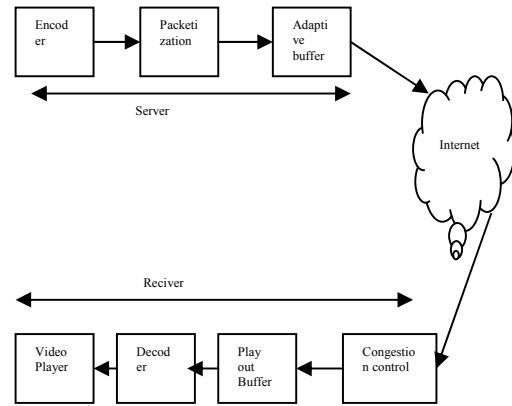 Encod
er
Packeti
zation
Adapti
ve
buffer
Server
Internet
Reciver
Video
Player
Decod
er
Play
out
Buffer
Congestio
n control